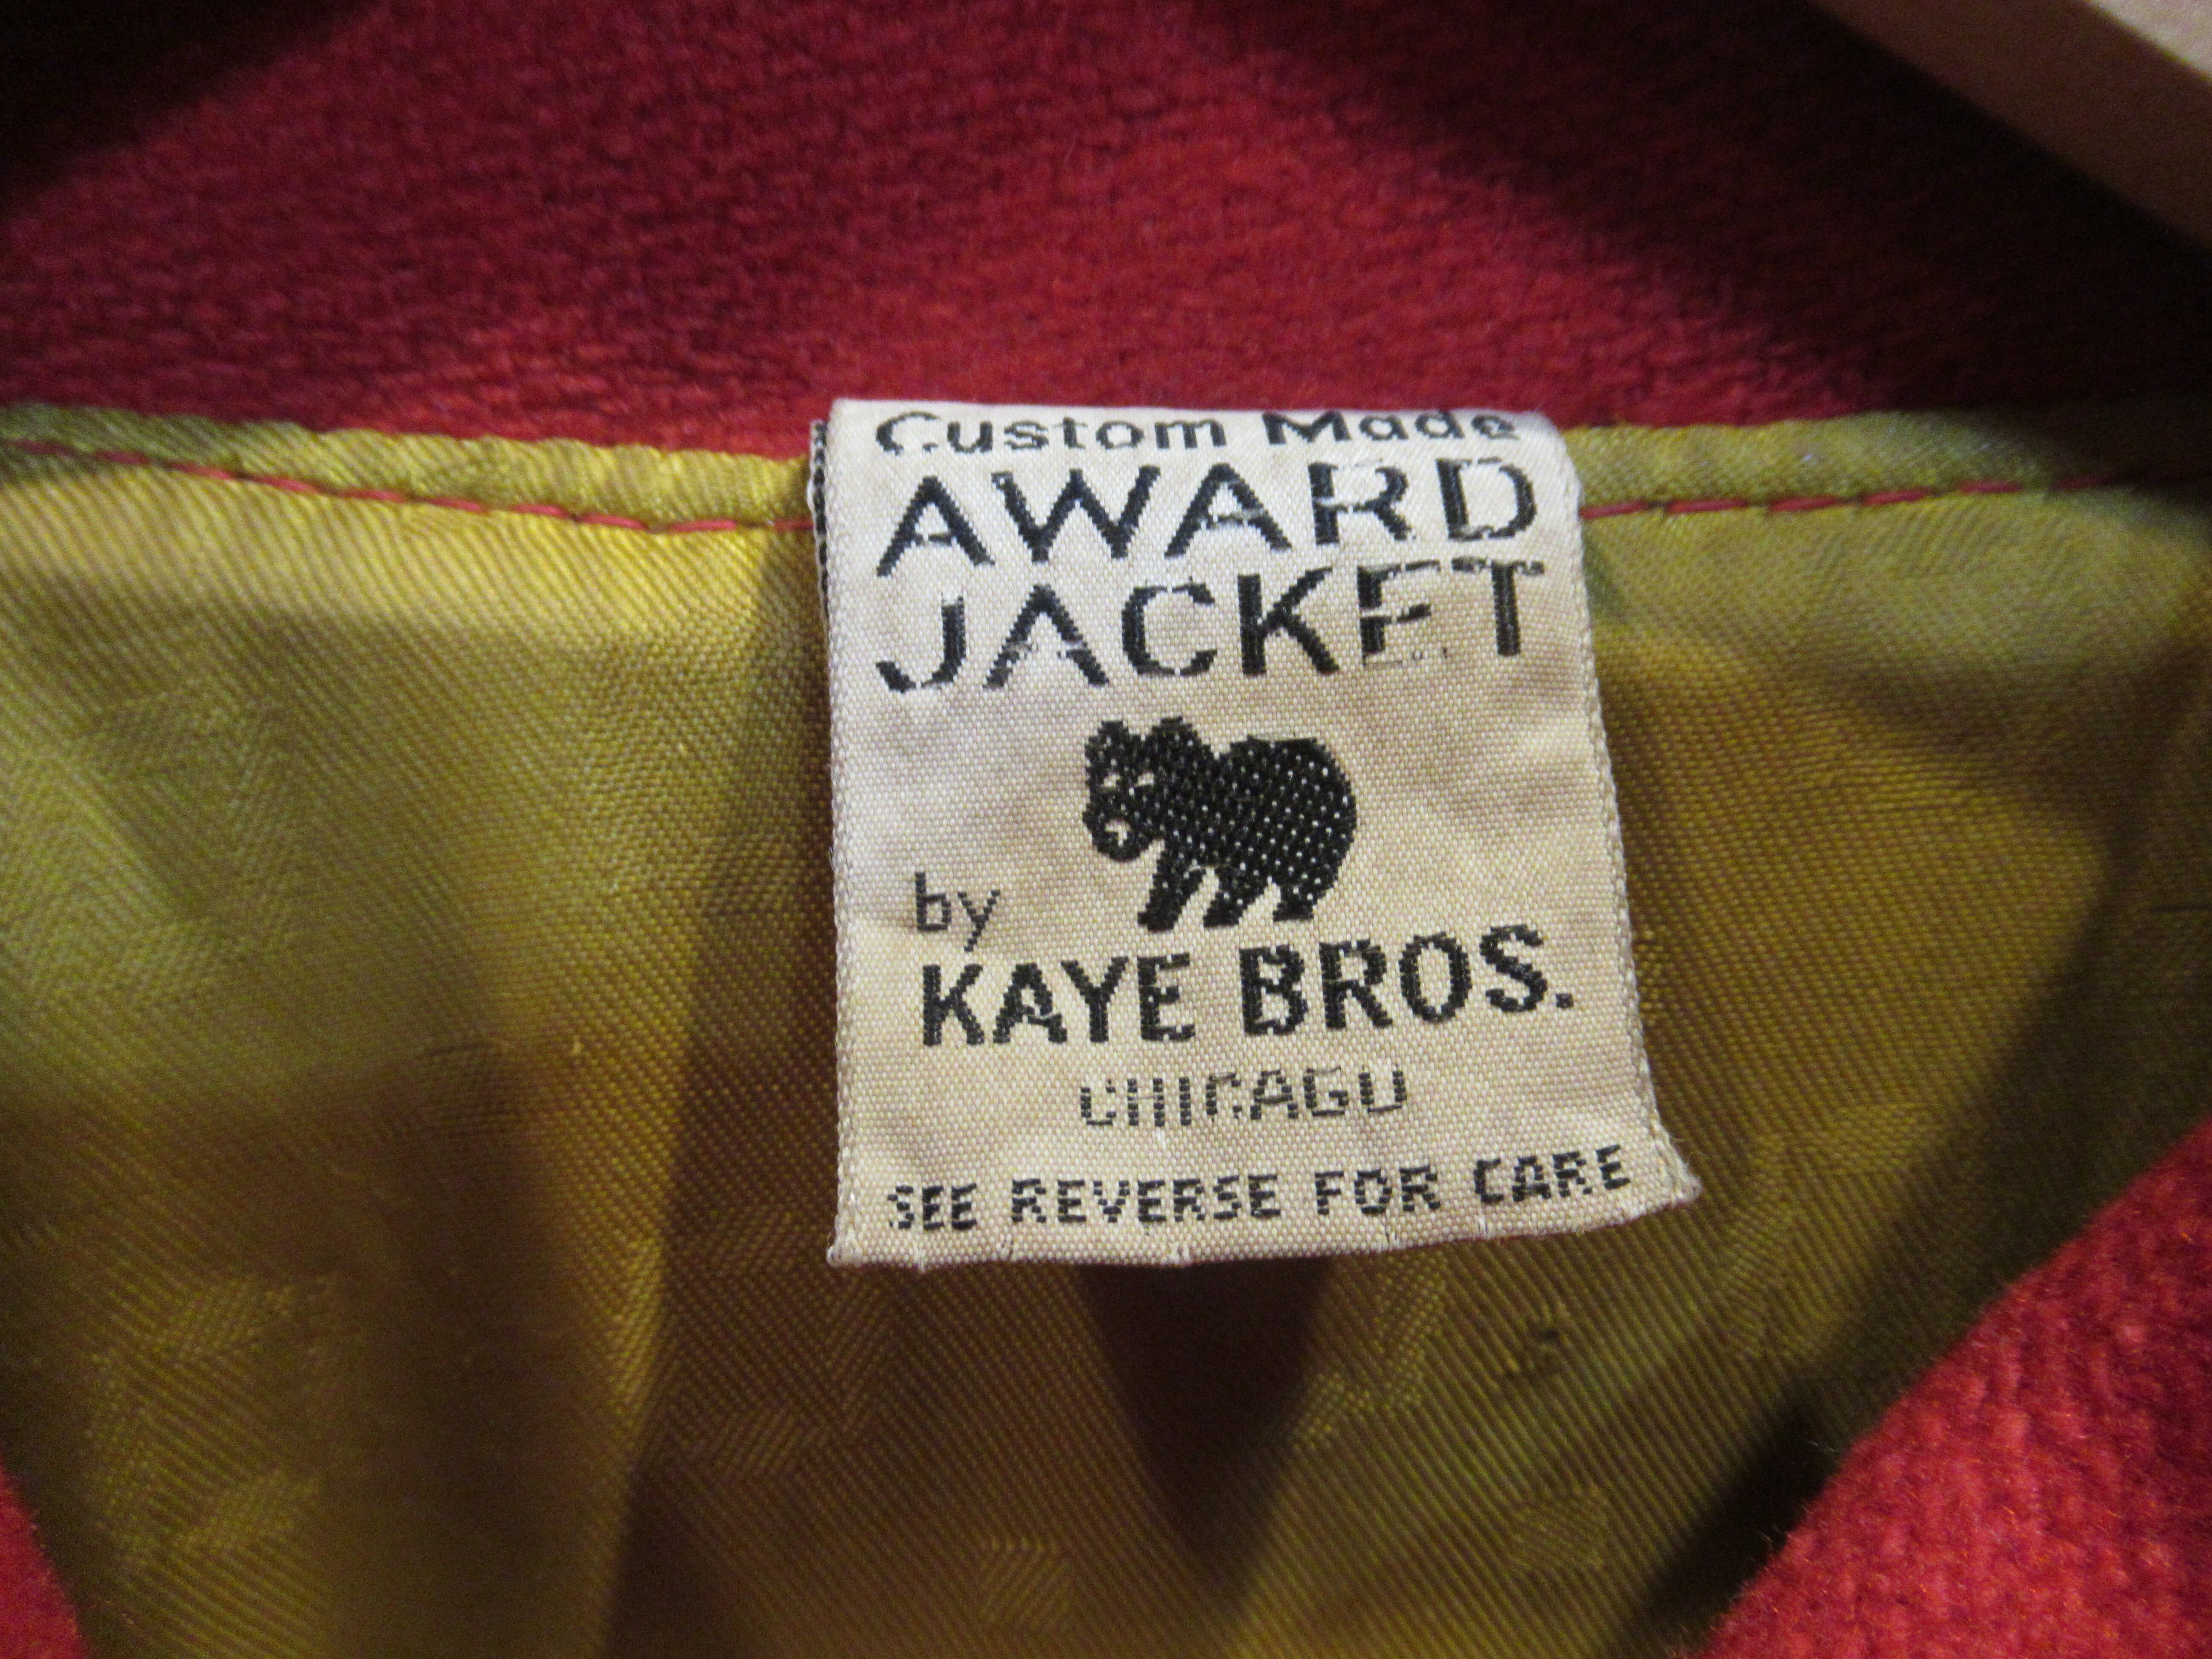 Custom Made
AWARD
JACKET
by
KAYE BROS.
CHICAGO
SEE REVERSE FOR CARE